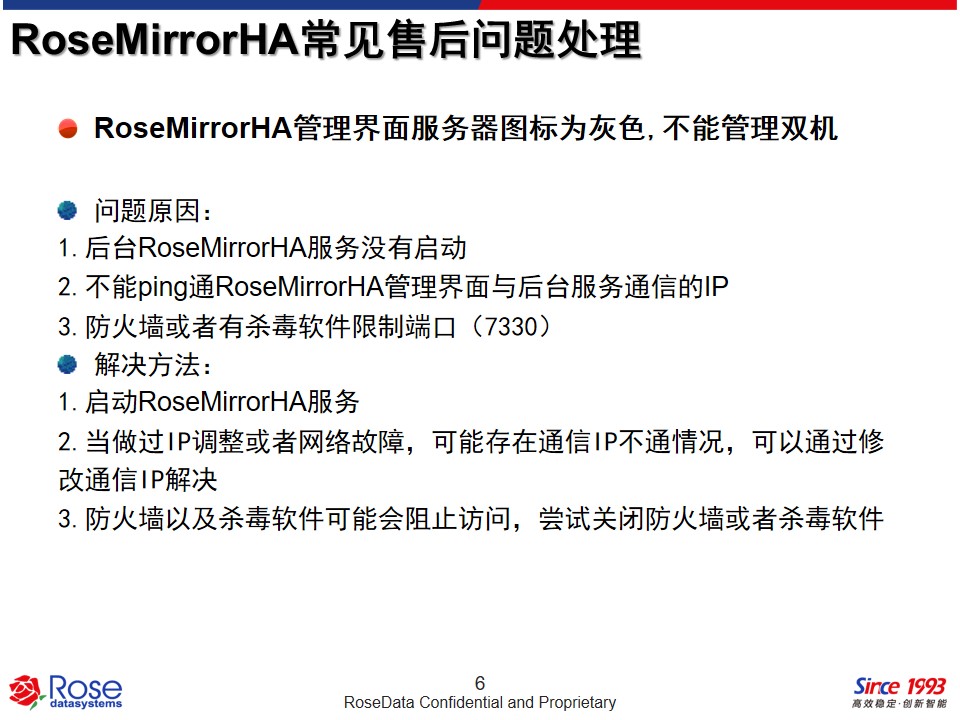 RoseMirrorHA常见售后问题处理
RoseMirrorHA管理界面服务器图标为灰色,不能管理双机
问题原因：
1.后台RoseMirrorHA服务没有启动
2.不能ping通RoseMirrorHA管理界面与后台服务通信的IP
3.防火墙或者有杀毒软件限制端口（7330）
解决方法：
1.启动RoseMirrorHA服务
2.当做过IP调整或者网络故障，可能存在通信IP不通情况，可以通过修
改通信IP解决
3.防火墙以及杀毒软件可能会阻止访问，尝试关闭防火墙或者杀毒软件
Rose
datasystems
6
RoseData Confidential and Proprietary
Since 1993
高效稳定·创新智能